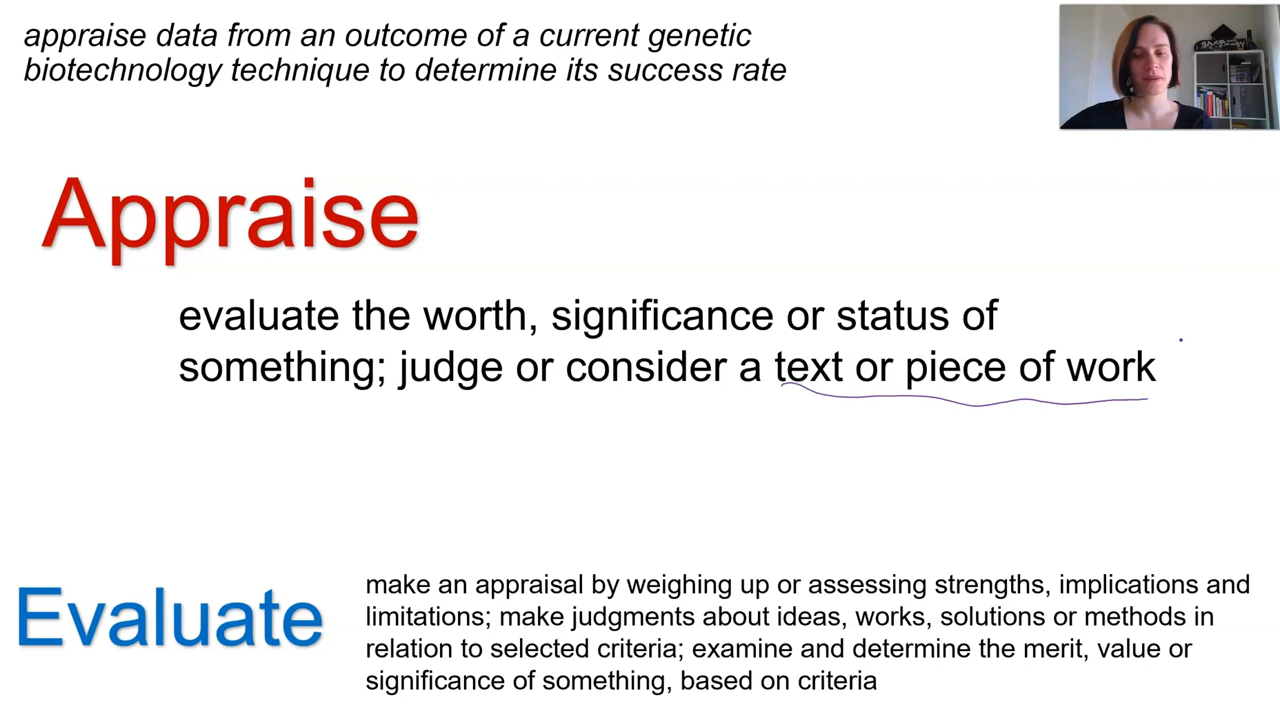 appraise data from an outcome of a current genetic
biotechnology technique to determine its success rate
Appraise
evaluate the worth, significance or status of
something; judge or consider a text or piece of work
Evaluate
make an appraisal by weighing up or assessing strengths, implications and
limitations; make judgments about ideas, works, solutions or methods in
relation to selected criteria; examine and determine the merit, value or
significance of something, based on criteria